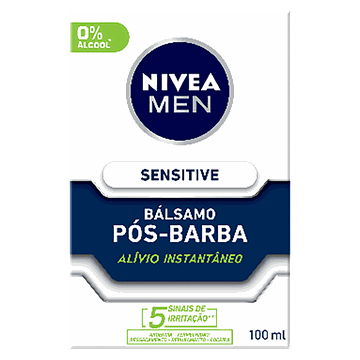 0%
ALCOOL*
NIVEA
MEN
SENSITIVE
BÁLSAMO
PÓS-BARBA
ALÍVIO INSTANTÂNEO
5 SINAIS DE
IRRITAÇÃO**
100 ml